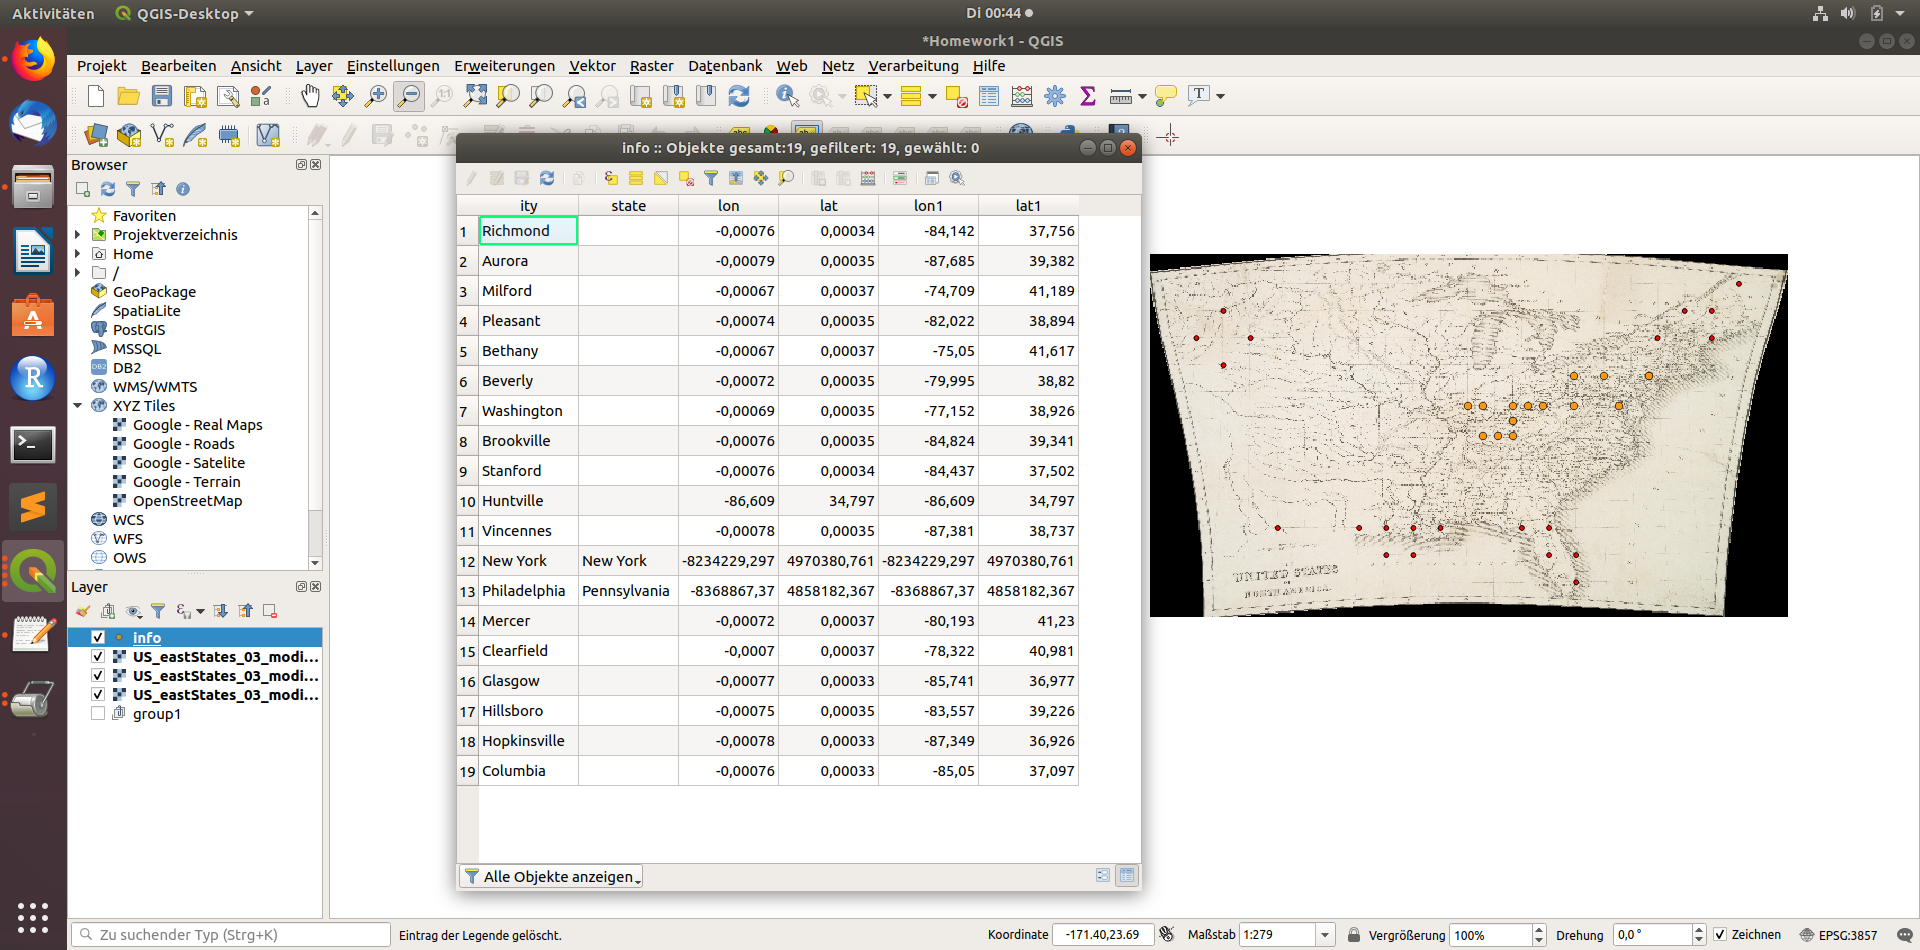 Aktivitäten QGIS-Desktop Di 00:44
*Homework1 - QGIS
Projekt Bearbeiten Ansicht Layer Einstellungen Erweiterungen Vektor Raster Datenbank Web Netz Verarbeitung Hilfe
Browser
Favoriten
Projektverzeichnis
Home
/
GeoPackage
SpatiaLite
PostGIS
MSSQL
DB2
WMS/WMTS
XYZ Tiles
Google - Real Maps
Google - Roads
Google - Satelite
Google - Terrain
OpenStreetMap
WCS
WFS
OWS
Layer
info
US_eastStates_03_modi...
US_eastStates_03_modi...
US_eastStates_03_modi...
group1
info :: Objekte gesamt:19, gefiltert: 19, gewählt: 0
ity state lon lat lon1 lat1
1 Richmond -0,00076 0,00034 -84,142 37,756
2 Aurora -0,00079 0,00035 -87,685 39,382
3 Milford -0,00067 0,00037 -74,709 41,189
4 Pleasant -0,00074 0,00035 -82,022 38,894
5 Bethany -0,00067 0,00037 -75,05 41,617
6 Beverly -0,00072 0,00035 -79,995 38,82
7 Washington -0,00069 0,00035 -77,152 38,926
8 Brookville -0,00076 0,00035 -84,824 39,341
9 Stanford -0,00076 0,00034 -84,437 37,502
10 Huntville -86,609 34,797 -86,609 34,797
11 Vincennes -0,00078 0,00035 -87,381 38,737
12 New York New York -8234229,297 4970380,761 -8234229,297 4970380,761
13 Philadelphia Pennsylvania -8368867,37 4858182,367 -8368867,37 4858182,367
14 Mercer -0,00072 0,00037 -80,193 41,23
15 Clearfield -0,0007 0,00037 -78,322 40,981
16 Glasgow -0,00077 0,00033 -85,741 36,977
17 Hillsboro -0,00075 0,00035 -83,557 39,226
18 Hopkinsville -0,00078 0,00033 -87,349 36,926
19 Columbia -0,00076 0,00033 -85,05 37,097
Alle Objekte anzeigen
UNITED STATES
NORTH AMERICA
Zu suchender Typ (Strg+K) Eintrag der Legende gelöscht. Koordinate -171.40,23.69 Maßstab 1:279 Vergrößerung 100% Drehung 0,0 ° Zeichnen EPSG:3857